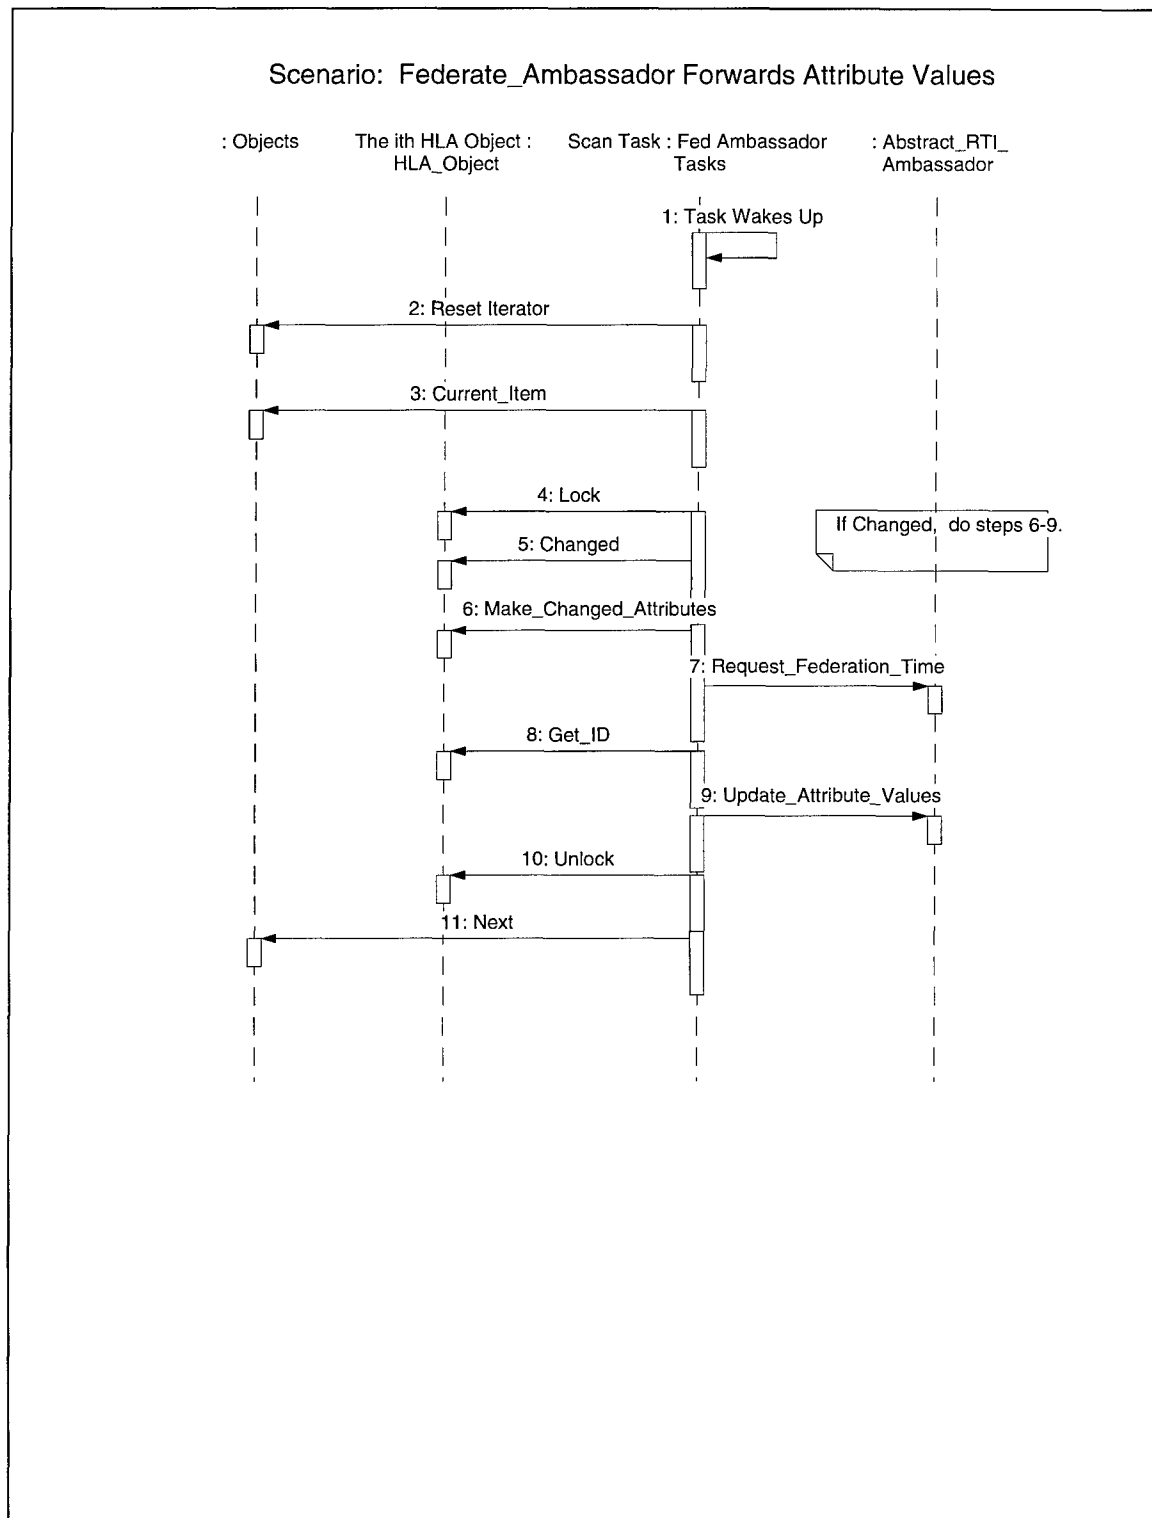 Scenario: Federate_Ambassador Forwards Attribute Values
: Objects
The ith HLA Object :
HLA_Object
Scan Task : Fed Ambassador
Tasks
: Abstract_RTI_
Ambassador
1: Task Wakes Up
2: Reset Iterator
3: Current_Item
4: Lock
If Changed, do steps 6-9.
5: Changed
6: Make_Changed_Attributes
7: Request_Federation_Time
8: Get_ID
9: Update_Attribute_Values
10: Unlock
11: Next